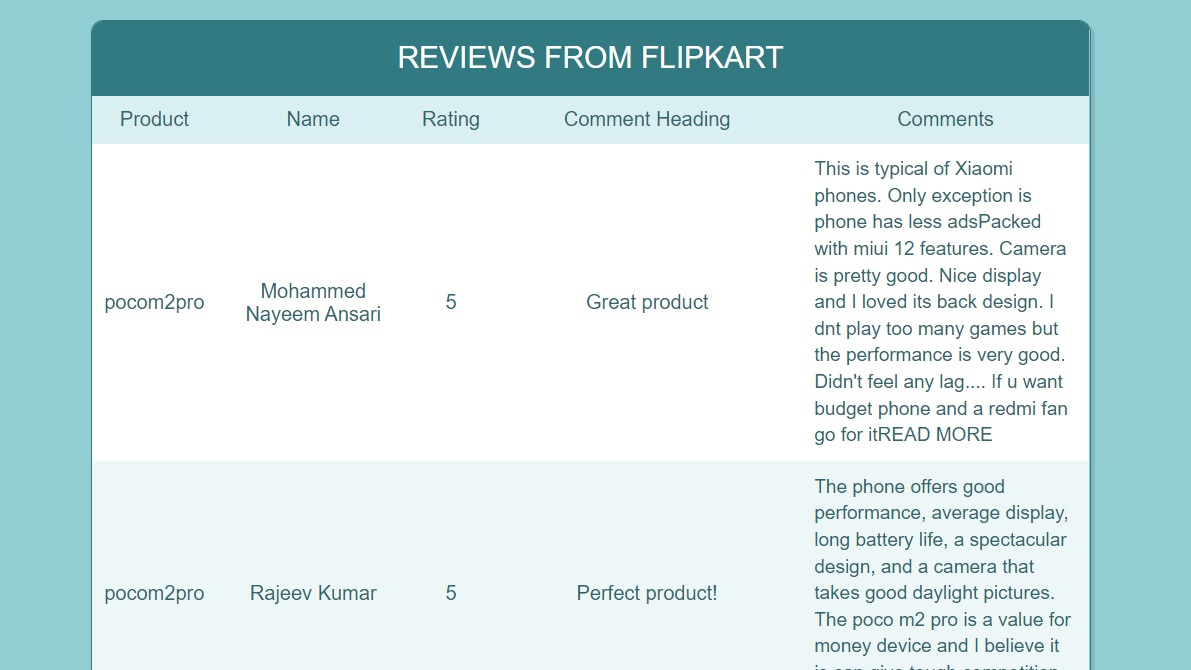 REVIEWS FROM FLIPKART
Product Name Rating Comment Heading Comments
pocom2pro
Mohammed
Nayeem Ansari
5
Great product
This is typical of Xiaomi
phones. Only exception is
phone has less adsPacked
with miui 12 features. Camera
is pretty good. Nice display
and I loved its back design. I
dnt play too many games but
the performance is very good.
Didn't feel any lag.... If u want
budget phone and a redmi fan
go for itREAD MORE
pocom2pro
Rajeev Kumar
5
Perfect product!
The phone offers good
performance, average display,
long battery life, a spectacular
design, and a camera that
takes good daylight pictures.
The poco m2 pro is a value for
money device and I believe it
is can give tough competition